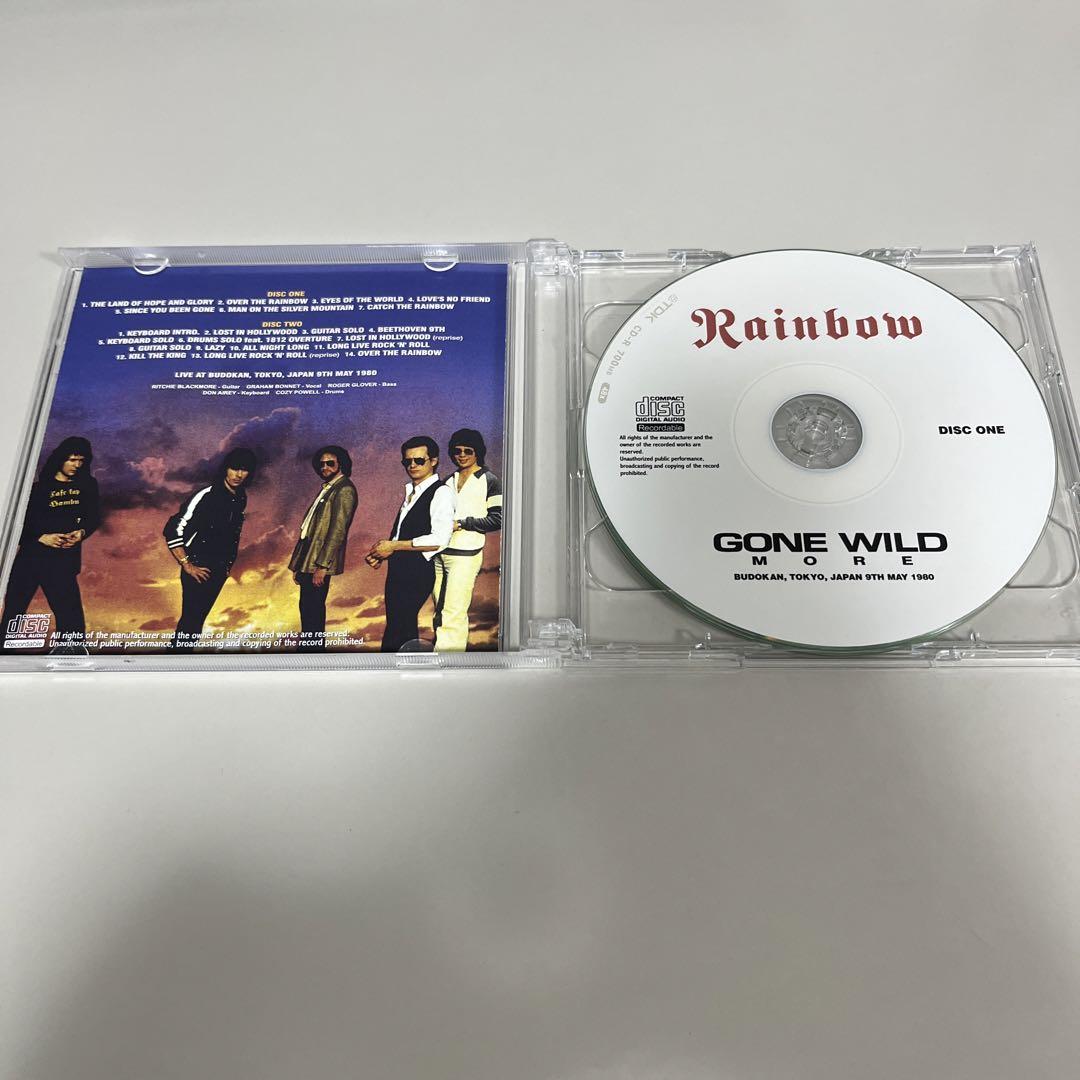 DISC ONE
1. THE LAND OF HOPE AND GLORY 2. OVER THE RAINBOW 3. EYES OF THE WORLD 4. LOVE'S NO FRIEND
5. SINCE YOU BEEN GONE 6. MAN ON THE SILVER MOUNTAIN 7. CATCH THE RAINBOW
DISC TWO
1. KEYBOARD INTRO. 2. LOST IN HOLLYWOOD 3. GUITAR SOLO 4. BEETHOVEN 9TH
5. KEYBOARD SOLO 6. DRUMS SOLO feat. 1812 OVERTURE 7. LOST IN HOLLYWOOD (reprise)
8. GUITAR SOLO 9. LAZY 10. ALL NIGHT LONG 11. LONG LIVE ROCK 'N' ROLL
12. KILL THE KING 13. LONG LIVE ROCK 'N' ROLL (reprise) 14. OVER THE RAINBOW
LIVE AT BUDOKAN, TOKYO, JAPAN 9TH MAY 1980
RITCHIE BLACKMORE - Guitar GRAHAM BONNET - Vocal ROGER GLOVER - Bass
DON AIREY - Keyboard COZY POWELL - Drums
COMPACT
disc
DIGITAL AUDIO
Recordable
All rights of the manufacturer and the owner of the recorded works are reserved.
Unauthorized public performance, broadcasting and copying of the record prohibited.
TDK CD-R 700MB
Rainbow
COMPACT
disc
DIGITAL AUDIO
Recordable
All rights of the manufacturer and the
owner of the recorded works are
reserved.
Unauthorized public performance,
broadcasting and copying of the record
prohibited.
DISC ONE
GONE WILD
MORE
BUDOKAN, TOKYO, JAPAN 9TH MAY 1980